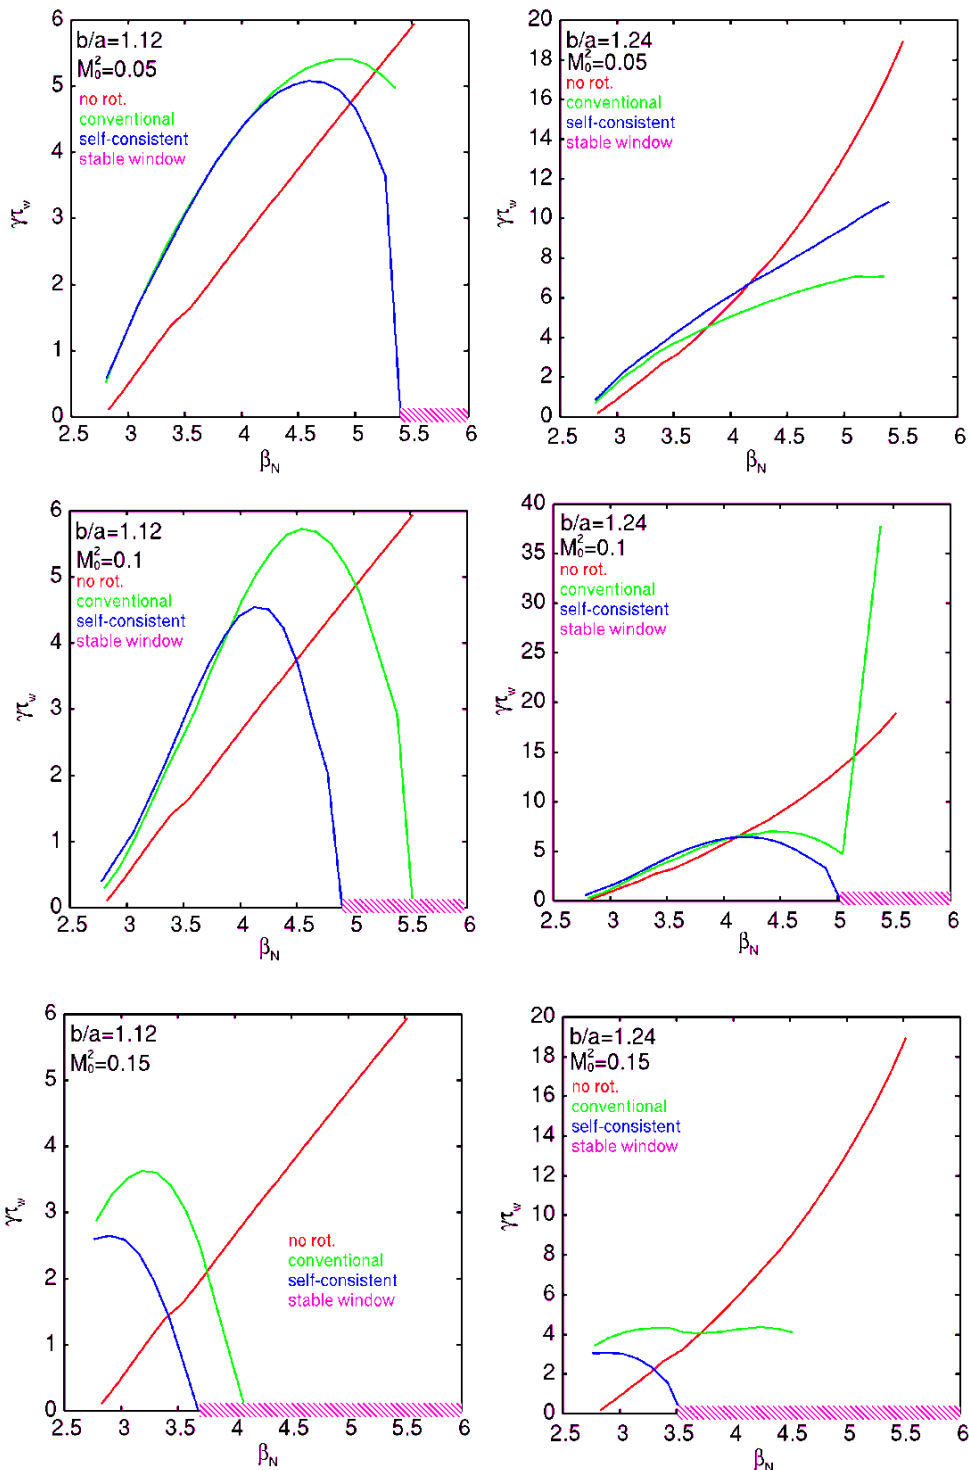 6
5
4
3
2
1
0
γτw
b/a=1.12
M₀²=0.05
no rot.
conventional
self-consistent
stable window
2.5 3 3.5 4 4.5 5 5.5 6
βN
20
18
16
14
12
10
8
6
4
2
0
γτw
b/a=1.24
M₀²=0.05
no rot.
conventional
self-consistent
stable window
2.5 3 3.5 4 4.5 5 5.5 6
βN
6
5
4
3
2
1
0
γτw
b/a=1.12
M₀²=0.1
no rot.
conventional
self-consistent
stable window
2.5 3 3.5 4 4.5 5 5.5 6
βN
40
35
30
25
20
15
10
5
0
γτw
b/a=1.24
M₀²=0.1
no rot.
conventional
self-consistent
stable window
2.5 3 3.5 4 4.5 5 5.5 6
βN
6
5
4
3
2
1
0
γτw
b/a=1.12
M₀²=0.15
no rot.
conventional
self-consistent
stable window
2.5 3 3.5 4 4.5 5 5.5 6
βN
20
18
16
14
12
10
8
6
4
2
0
γτw
b/a=1.24
M₀²=0.15
no rot.
conventional
self-consistent
stable window
2.5 3 3.5 4 4.5 5 5.5 6
βN